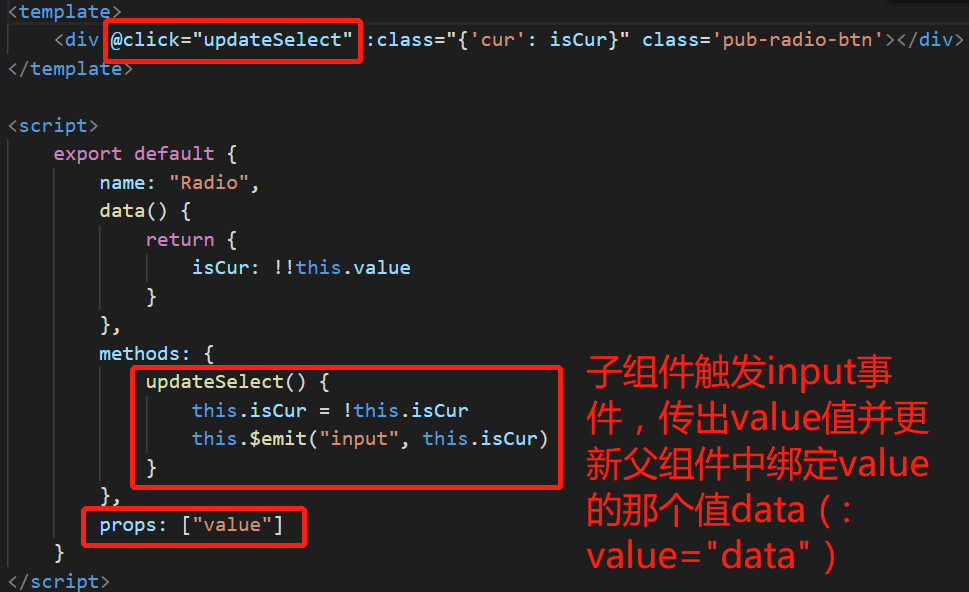 <template>
<div @click="updateSelect" :class="{'cur': isCur}" class='pub-radio-btn'></div>
</template>
<script>
export default {
name: "Radio",
data() {
return {
isCur: !!this.value
}
},
methods: {
updateSelect() {
this.isCur = !this.isCur
this.$emit("input", this.isCur)
}
},
props: ["value"]
}
</script>
子组件触发input事
件，传出value值并更
新父组件中绑定value
的那个值data（:
value="data"）